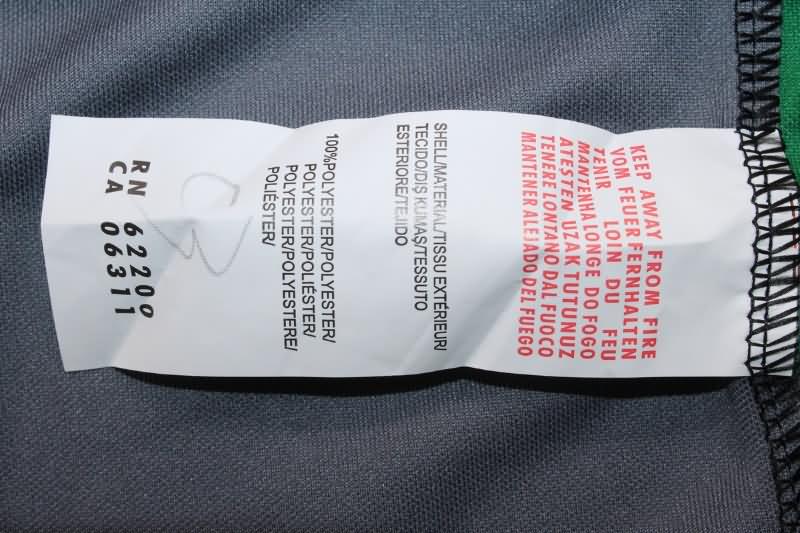 KEEP AWAY FROM FIRE
VOM FEUER FERNHALTEN
TENIR LOIN DU FEU
MANTENHA LONGE DO FOGO
ATEŞTEN UZAK TUTUNUZ
TENERE LONTANO DAL FUOCO
MANTENER ALEJADO DEL FUEGO
SHELL/MATERIAL/TISSU EXTÉRIEUR/
TECIDO/DIŞ KUMAŞ/TESSUTO
ESTERIORE/TEJIDO
100%POLYESTER/POLYESTER/
POLYESTER/POLIÉSTER/
POLYESTER/POLYESTERE/
POLIÉSTER/
RN 62200
CA 06311